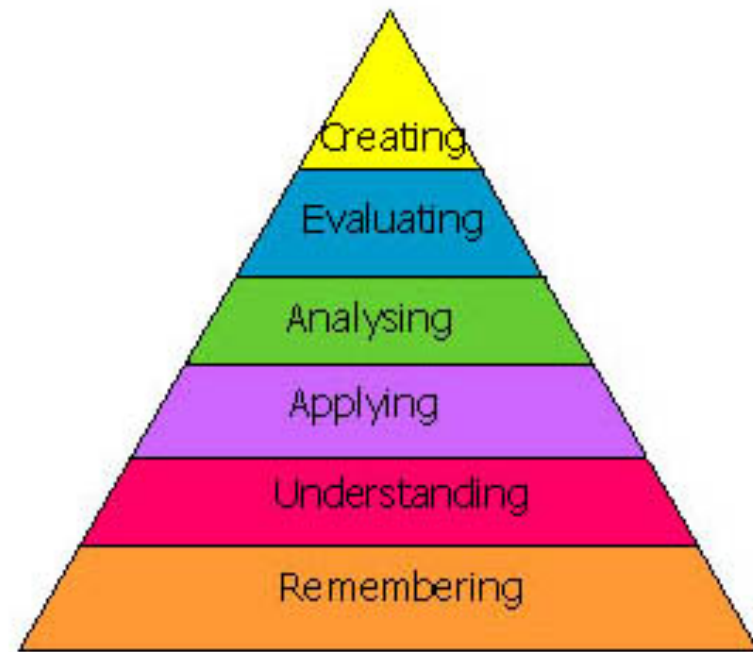 Creating
Evaluating
Analysing
Applying
Understanding
Remembering